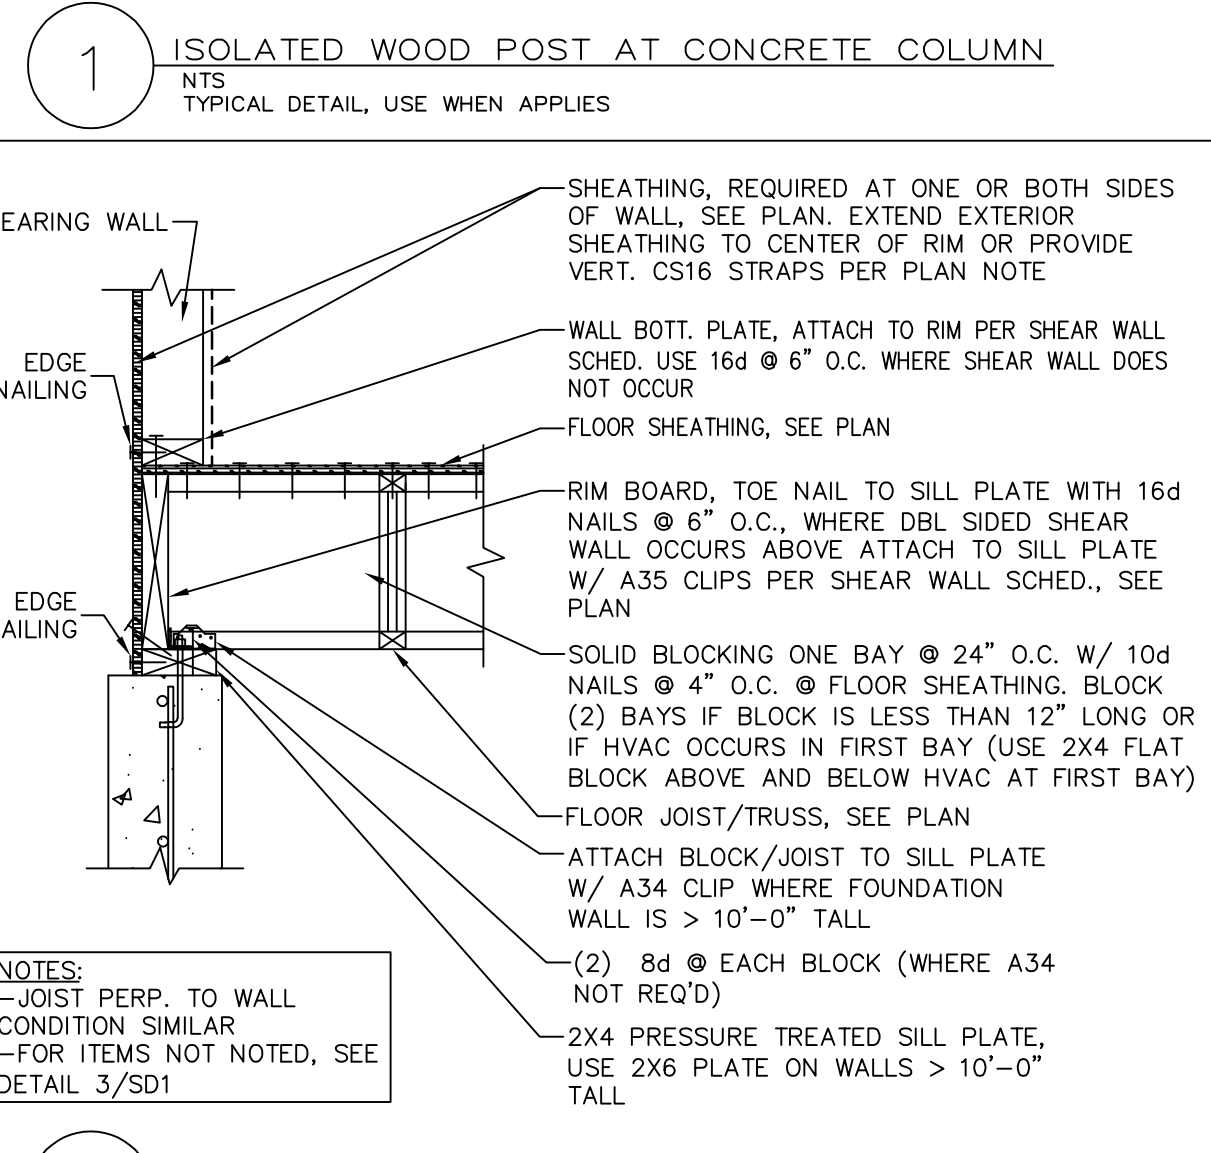 1
ISOLATED WOOD POST AT CONCRETE COLUMN
NTS
TYPICAL DETAIL, USE WHEN APPLIES
EARING WALL
EDGE
NAILING
EDGE
AILING
SHEATHING, REQUIRED AT ONE OR BOTH SIDES
OF WALL, SEE PLAN. EXTEND EXTERIOR
SHEATHING TO CENTER OF RIM OR PROVIDE
VERT. CS16 STRAPS PER PLAN NOTE
WALL BOTT. PLATE, ATTACH TO RIM PER SHEAR WALL
SCHED. USE 16d @ 6" O.C. WHERE SHEAR WALL DOES
NOT OCCUR
FLOOR SHEATHING, SEE PLAN
RIM BOARD, TOE NAIL TO SILL PLATE WITH 16d
NAILS @ 6" O.C., WHERE DBL SIDED SHEAR
WALL OCCURS ABOVE ATTACH TO SILL PLATE
W/ A35 CLIPS PER SHEAR WALL SCHED., SEE
PLAN
SOLID BLOCKING ONE BAY @ 24" O.C. W/ 10d
NAILS @ 4" O.C. @ FLOOR SHEATHING. BLOCK
(2) BAYS IF BLOCK IS LESS THAN 12" LONG OR
IF HVAC OCCURS IN FIRST BAY (USE 2X4 FLAT
BLOCK ABOVE AND BELOW HVAC AT FIRST BAY)
FLOOR JOIST/TRUSS, SEE PLAN
ATTACH BLOCK/JOIST TO SILL PLATE
W/ A34 CLIP WHERE FOUNDATION
WALL IS > 10'-0" TALL
(2) 8d @ EACH BLOCK (WHERE A34
NOT REQ'D)
2X4 PRESSURE TREATED SILL PLATE,
USE 2X6 PLATE ON WALLS > 10'-0"
TALL
NOTES:
-JOIST PERP. TO WALL
CONDITION SIMILAR
-FOR ITEMS NOT NOTED, SEE
DETAIL 3/SD1